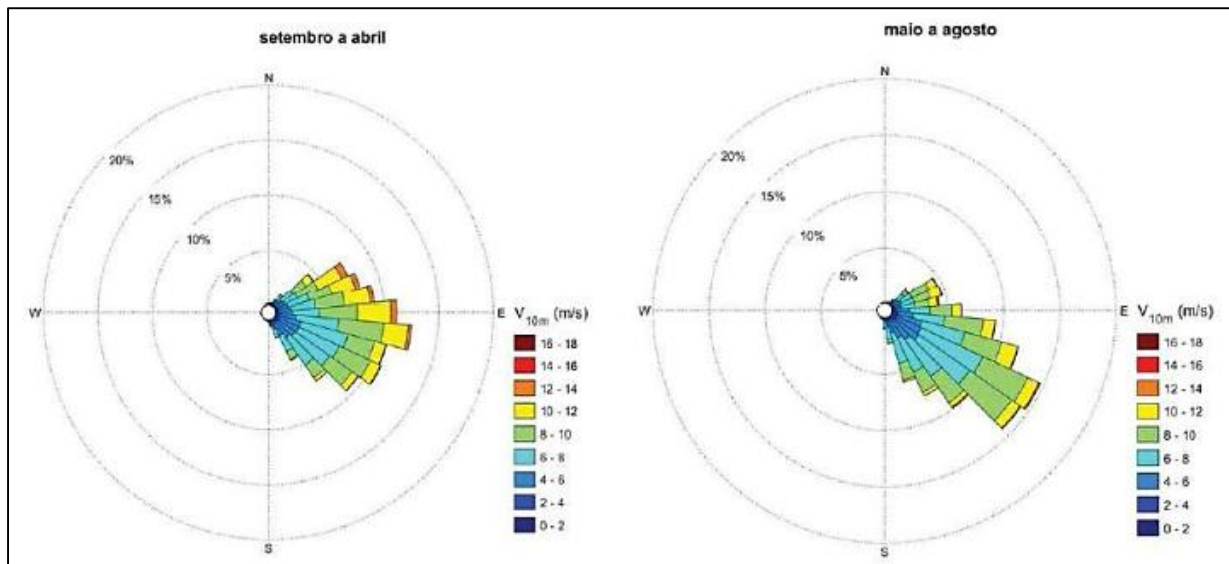 setembro a abril
N
20%
15%
10%
5%
W
E
S
V10m (m/s)
16 - 18
14 - 16
12 - 14
10 - 12
8 - 10
6 - 8
4 - 6
2 - 4
0 - 2
maio a agosto
N
20%
15%
10%
5%
W
E
S
V10m (m/s)
16 - 18
14 - 16
12 - 14
10 - 12
8 - 10
6 - 8
4 - 6
2 - 4
0 - 2